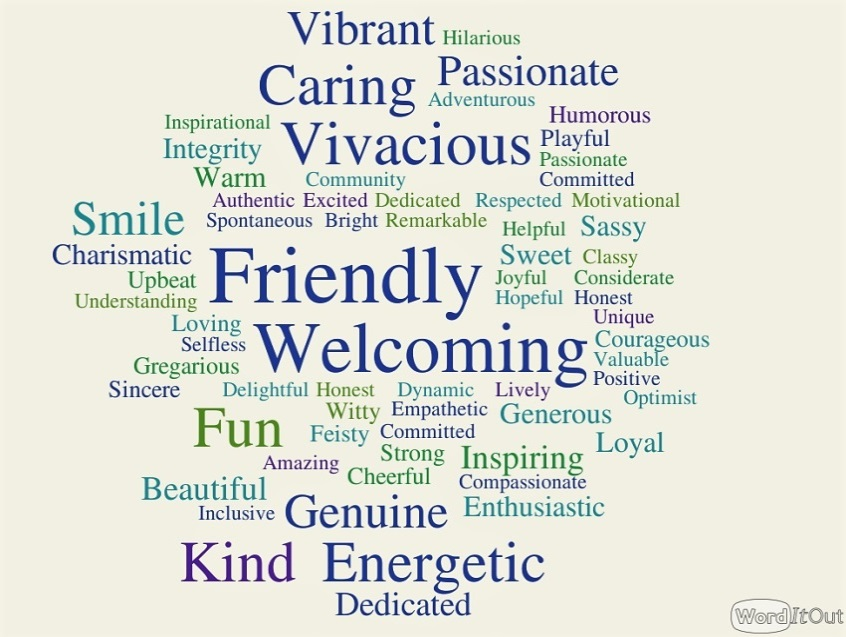 Vibrant Hilarious
Caring Passionate
Adventurous
Inspirational Humorous
Integrity Vivacious Playful
Passionate
Warm Community Committed
Authentic Excited Dedicated Respected Motivational
Smile Spontaneous Bright Remarkable Helpful Sassy
Charismatic Friendly Sweet Classy
Upbeat Joyful Considerate
Understanding Hopeful Honest
Unique
Loving Welcoming Courageous
Selfless Valuable
Gregarious Positive
Sincere Delightful Honest Dynamic Lively Optimist
Fun Witty Empathetic Generous
Feisty Committed Loyal
Amazing Strong Inspiring
Cheerful Compassionate
Beautiful Genuine Enthusiastic
Inclusive
Kind Energetic
Dedicated
WordItOut